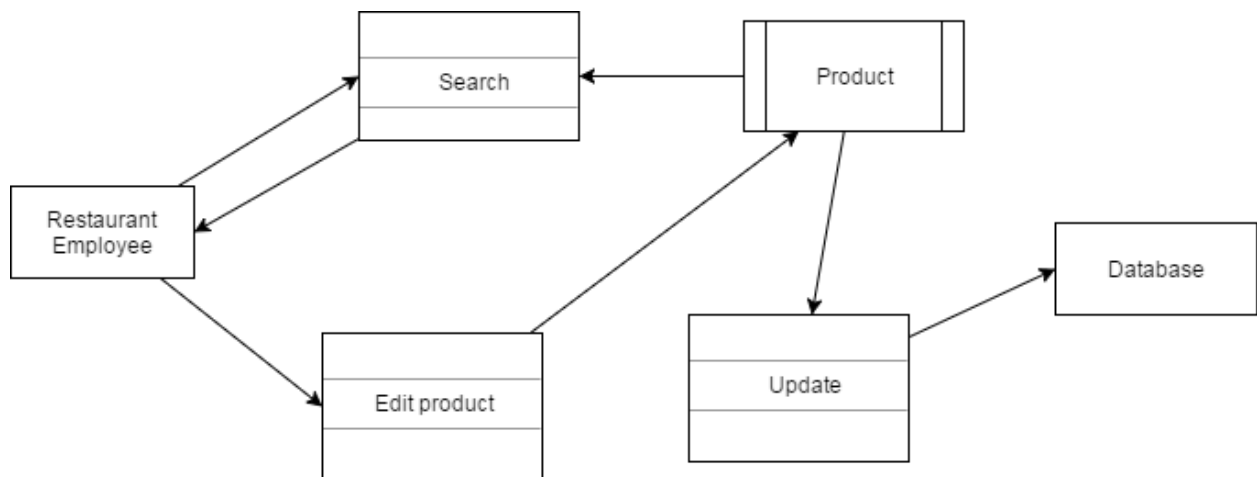 Search
Product
Restaurant
Employee
Database
Edit product
Update